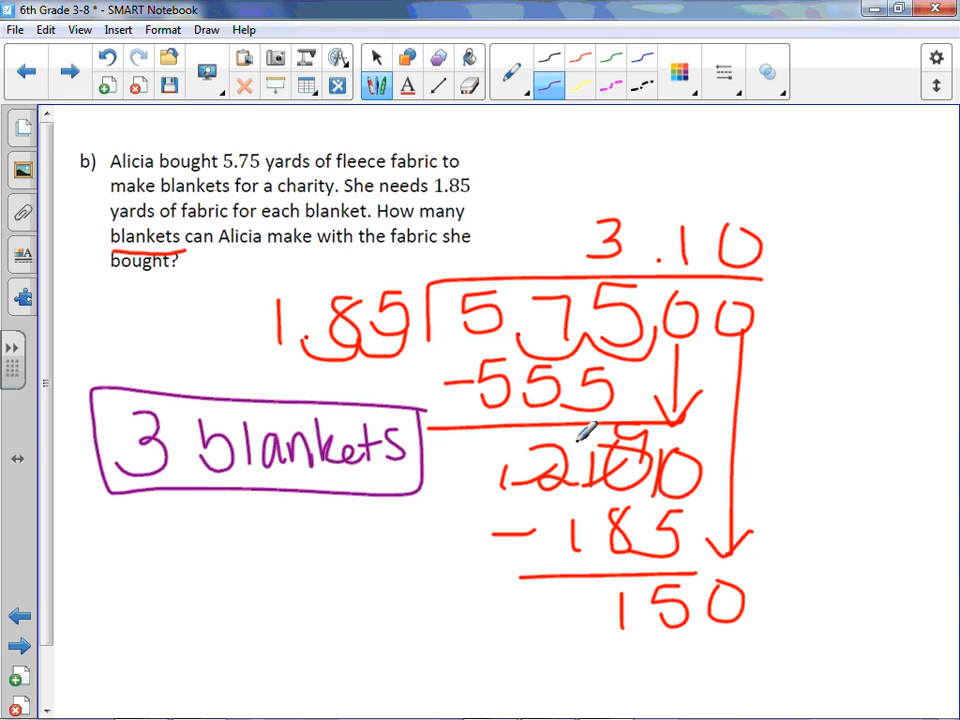 6th Grade 3-8 * - SMART Notebook
File Edit View Insert Format Draw Help
b) Alicia bought 5.75 yards of fleece fabric to
make blankets for a charity. She needs 1.85
yards of fabric for each blanket. How many
blankets can Alicia make with the fabric she
bought?
3.10
1.85 5.7500
-555
3 blankets
-185
150